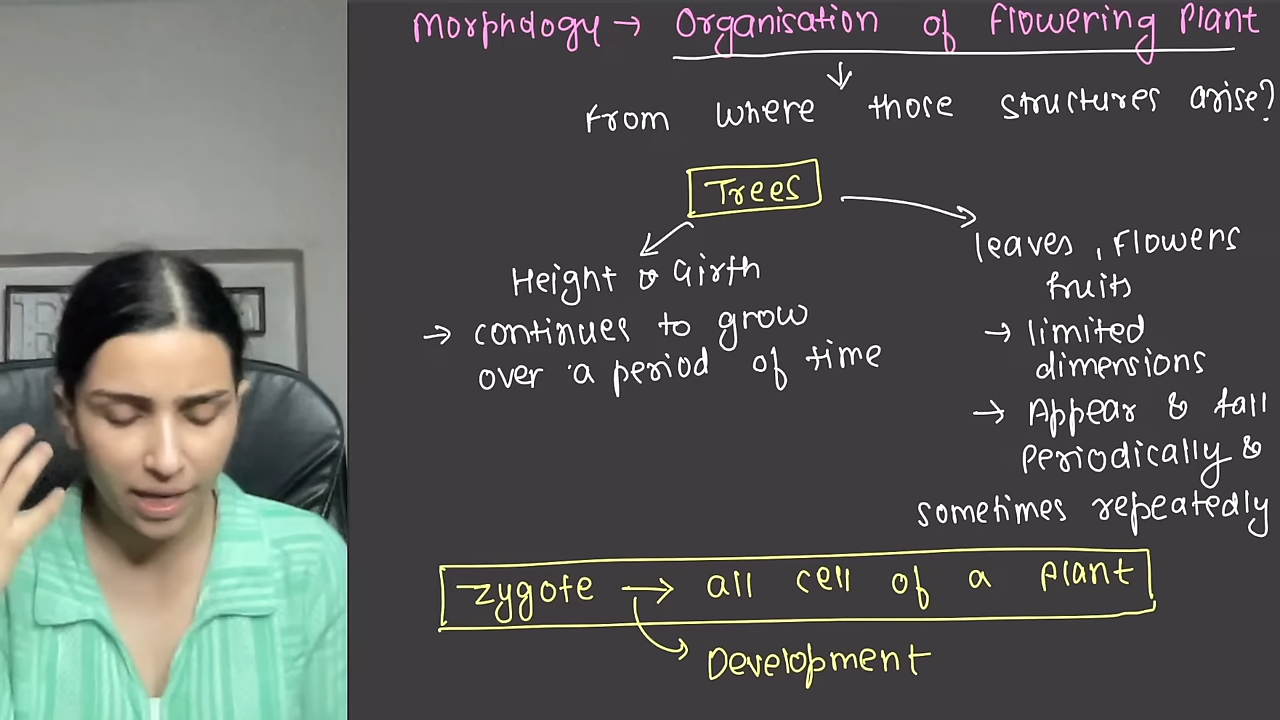 Morphology → Organisation of Flowering Plant
From where those structures arise?
Trees
Height & Girth
→ continues to grow
over a period of time
leaves, Flowers
fruits
→ limited
dimensions
→ Appear & fall
Periodically &
sometimes repeatedly
Zygote → all cell of a plant
Development